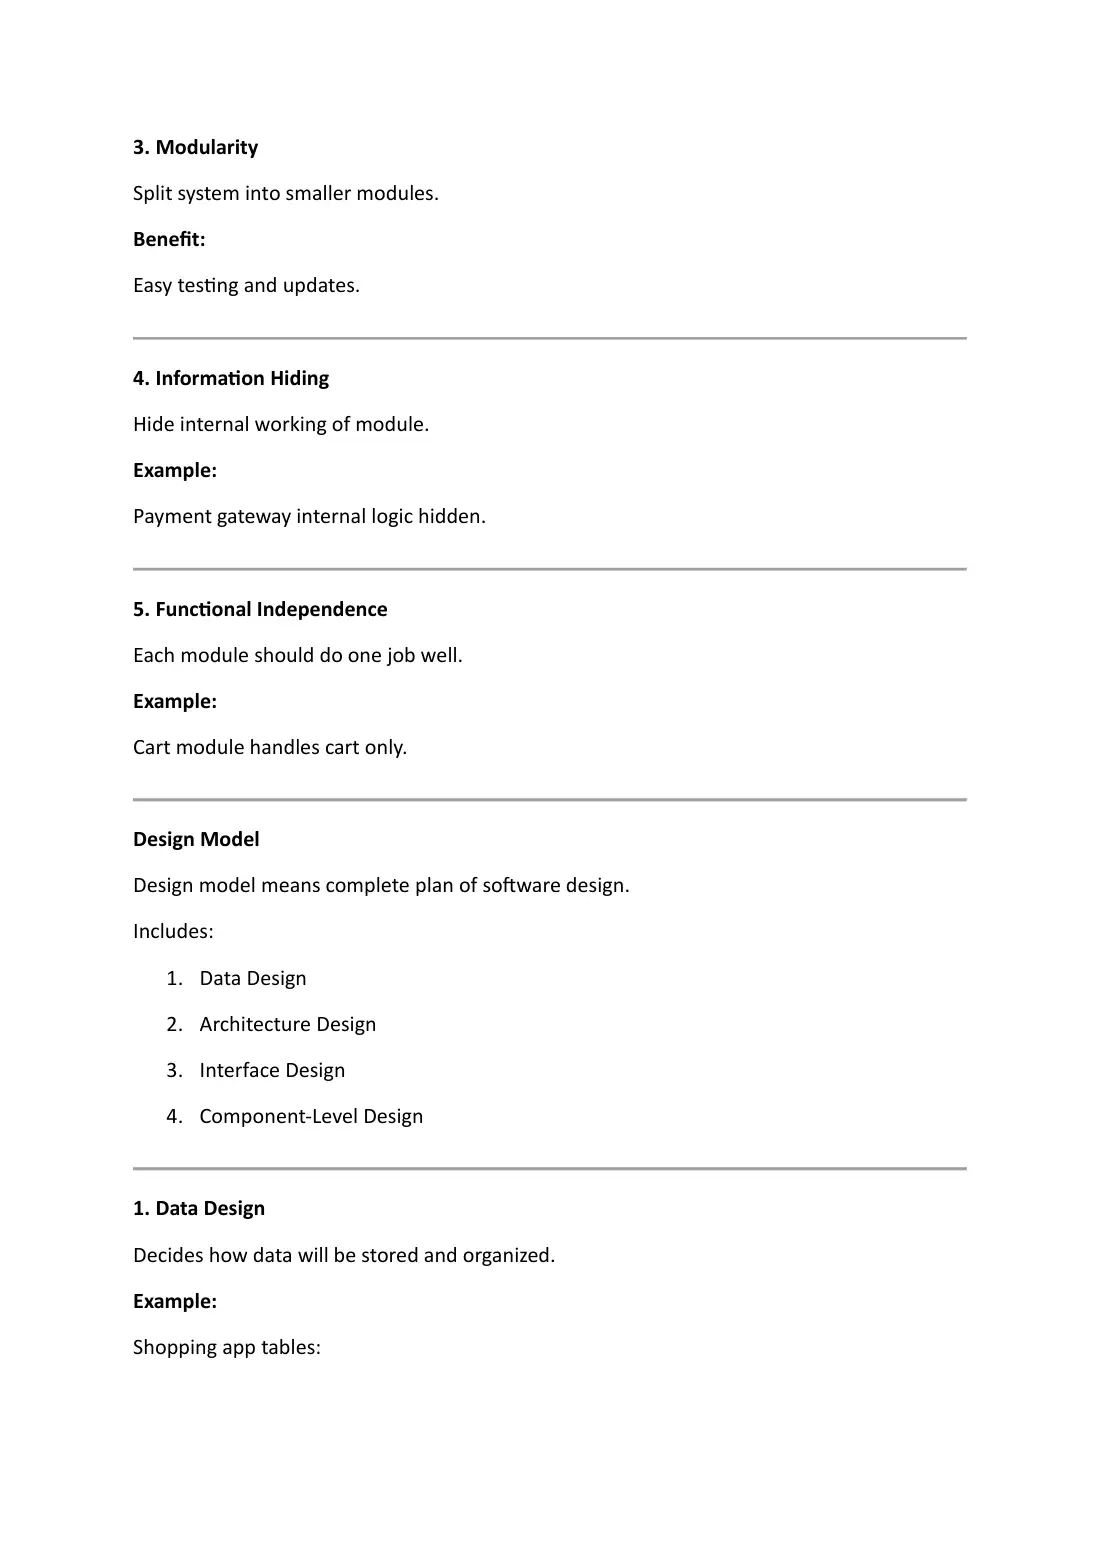 3. Modularity
Split system into smaller modules.
Benefit:
Easy testing and updates.
4. Information Hiding
Hide internal working of module.
Example:
Payment gateway internal logic hidden.
5. Functional Independence
Each module should do one job well.
Example:
Cart module handles cart only.
Design Model
Design model means complete plan of software design.
Includes:
1. Data Design
2. Architecture Design
3. Interface Design
4. Component-Level Design
1. Data Design
Decides how data will be stored and organized.
Example:
Shopping app tables: